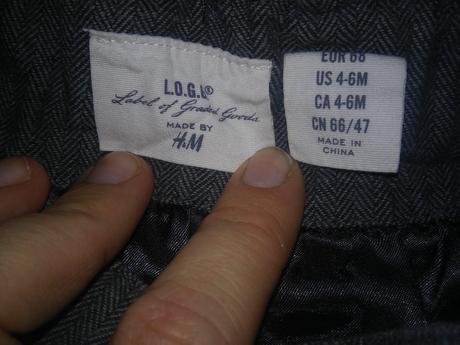 L.O.G.G®
Label of Graded Goods
MADE BY
H&M
EUR 68
US 4-6M
CA 4-6M
CN 66/47
MADE IN
CHINA